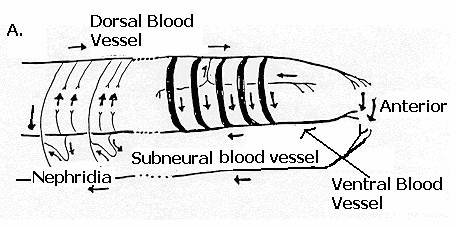 A.
Dorsal Blood
Vessel
Anterior
Subneural blood vessel
Nephridia
Ventral Blood
Vessel